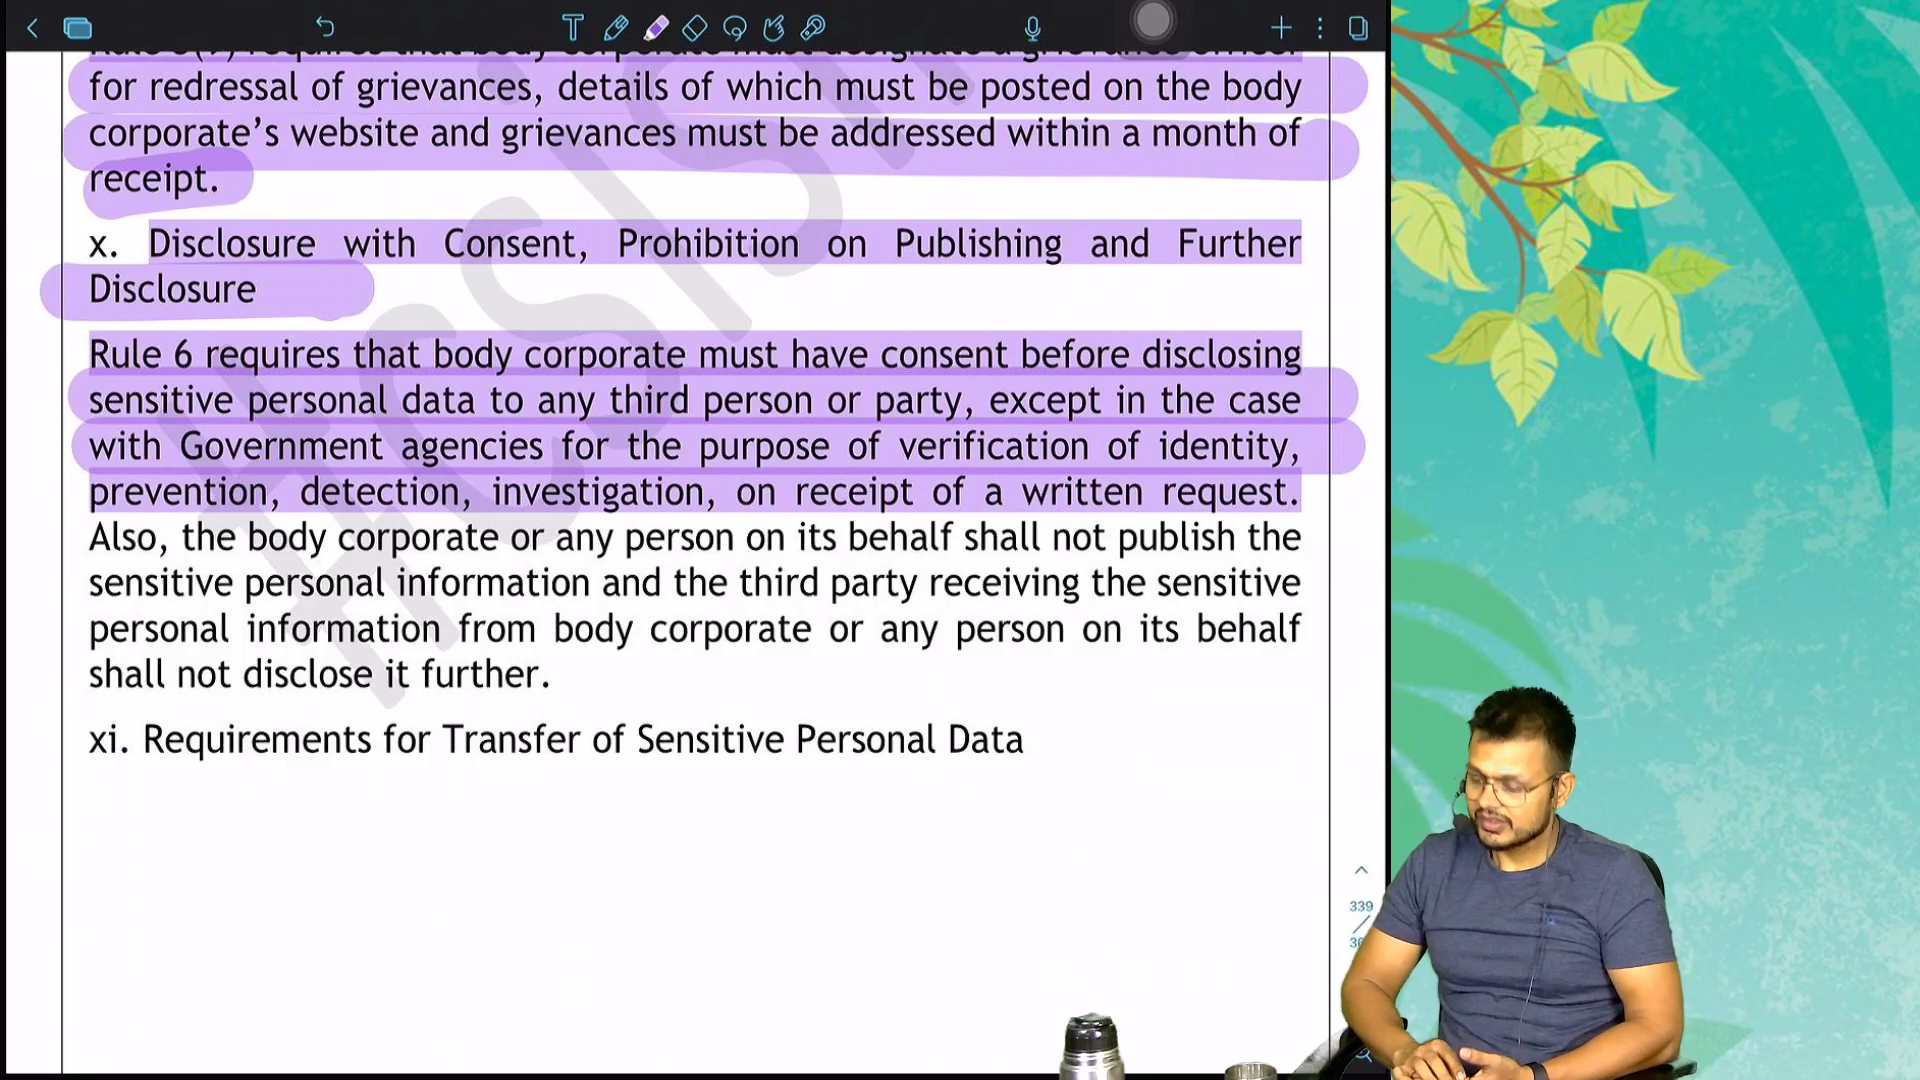 for redressal of grievances, details of which must be posted on the body
corporate’s website and grievances must be addressed within a month of
receipt.
x. Disclosure with Consent, Prohibition on Publishing and Further
Disclosure
Rule 6 requires that body corporate must have consent before disclosing
sensitive personal data to any third person or party, except in the case
with Government agencies for the purpose of verification of identity,
prevention, detection, investigation, on receipt of a written request.
Also, the body corporate or any person on its behalf shall not publish the
sensitive personal information and the third party receiving the sensitive
personal information from body corporate or any person on its behalf
shall not disclose it further.
xi. Requirements for Transfer of Sensitive Personal Data
339